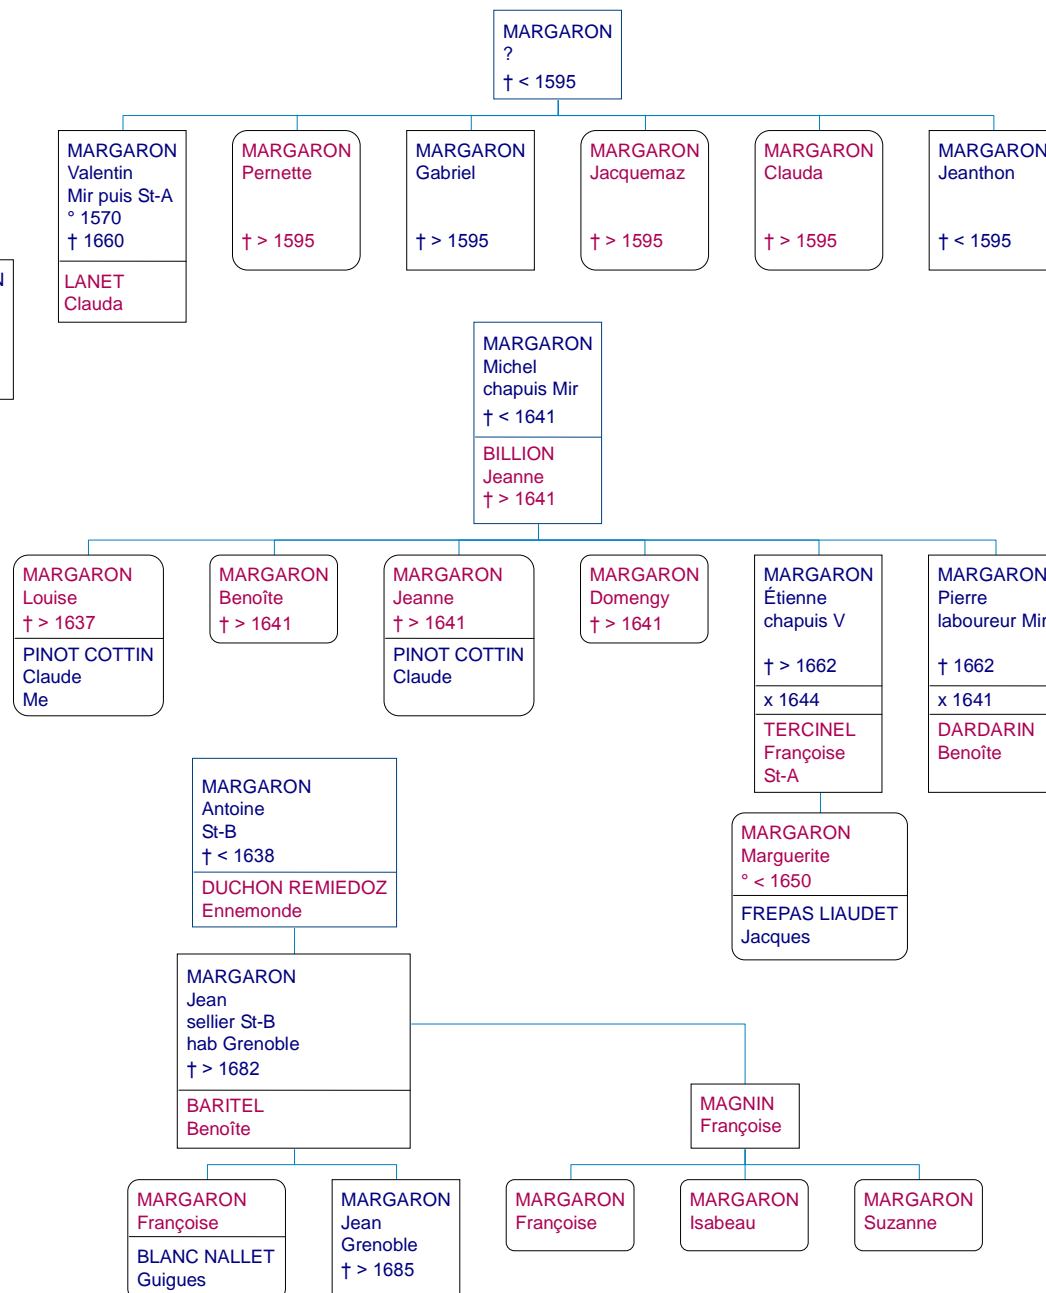 MARGARON
?
† < 1595
MARGARON
Valentin
Mir puis St-A
° 1570
† 1660
LANET
Clauda
MARGARON
Pernette
† > 1595
MARGARON
Gabriel
† > 1595
MARGARON
Jacquemaz
† > 1595
MARGARON
Clauda
† > 1595
MARGARON
Jeanthon
† < 1595
N
MARGARON
Michel
chapuis Mir
† < 1641
BILLION
Jeanne
† > 1641
MARGARON
Louise
† > 1637
PINOT COTTIN
Claude
Me
MARGARON
Benoîte
† > 1641
MARGARON
Jeanne
† > 1641
PINOT COTTIN
Claude
MARGARON
Domengy
† > 1641
MARGARON
Étienne
chapuis V
† > 1662
x 1644
TERCINEL
Françoise
St-A
MARGARON
Pierre
laboureur Mir
† 1662
x 1641
DARDARIN
Benoîte
MARGARON
Marguerite
° < 1650
FREPAS LIAUDET
Jacques
MARGARON
Antoine
St-B
† < 1638
DUCHON REMIEDOZ
Ennemonde
MARGARON
Jean
sellier St-B
hab Grenoble
† > 1682
BARITEL
Benoîte
MAGNIN
Françoise
MARGARON
Françoise
BLANC NALLET
Guigues
MARGARON
Jean
Grenoble
† > 1685
MARGARON
Françoise
MARGARON
Isabeau
MARGARON
Suzanne